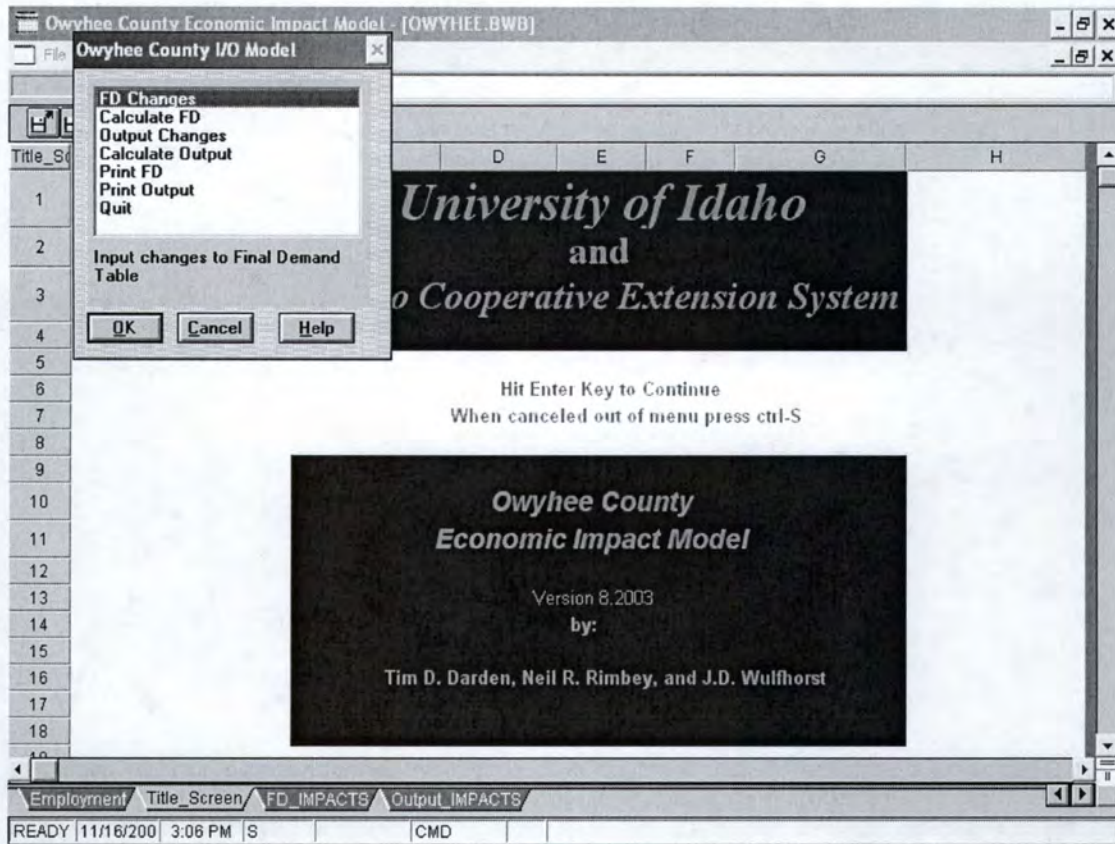 Owyhee County Economic Impact Model - [OWYHEE.BWB]
File
Owyhee County I/O Model
FD Changes
Calculate FD
Output Changes
Calculate Output
Print FD
Print Output
Quit
Input changes to Final Demand
Table
OK Cancel Help
D E F G H
1
2
3
4
5
6
7
8
9
10
11
12
13
14
15
16
17
18
University of Idaho
and
o Cooperative Extension System
Hit Enter Key to Continue
When canceled out of menu press ctrl-S
Owyhee County
Economic Impact Model
Version 8.2003
by:
Tim D. Darden, Neil R. Rimbey, and J.D. Wulfhorst
Employment Title_Screen FD_IMPACTS Output_IMPACTS
READY 11/16/200 3:06 PM S CMD